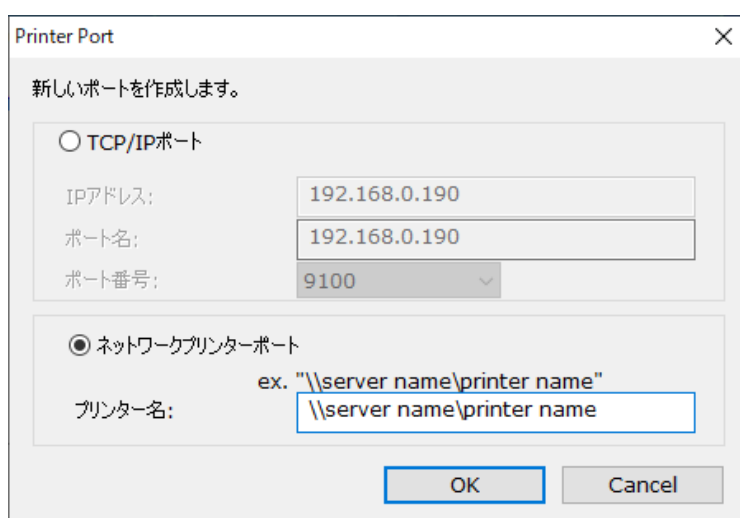 Printer Port
新しいポートを作成します。
TCP/IPポート
IPアドレス: 192.168.0.190
ポート名: 192.168.0.190
ポート番号: 9100
ネットワークプリンターポート
ex. "\\server name\printer name"
プリンター名: \\server name\printer name
OK Cancel